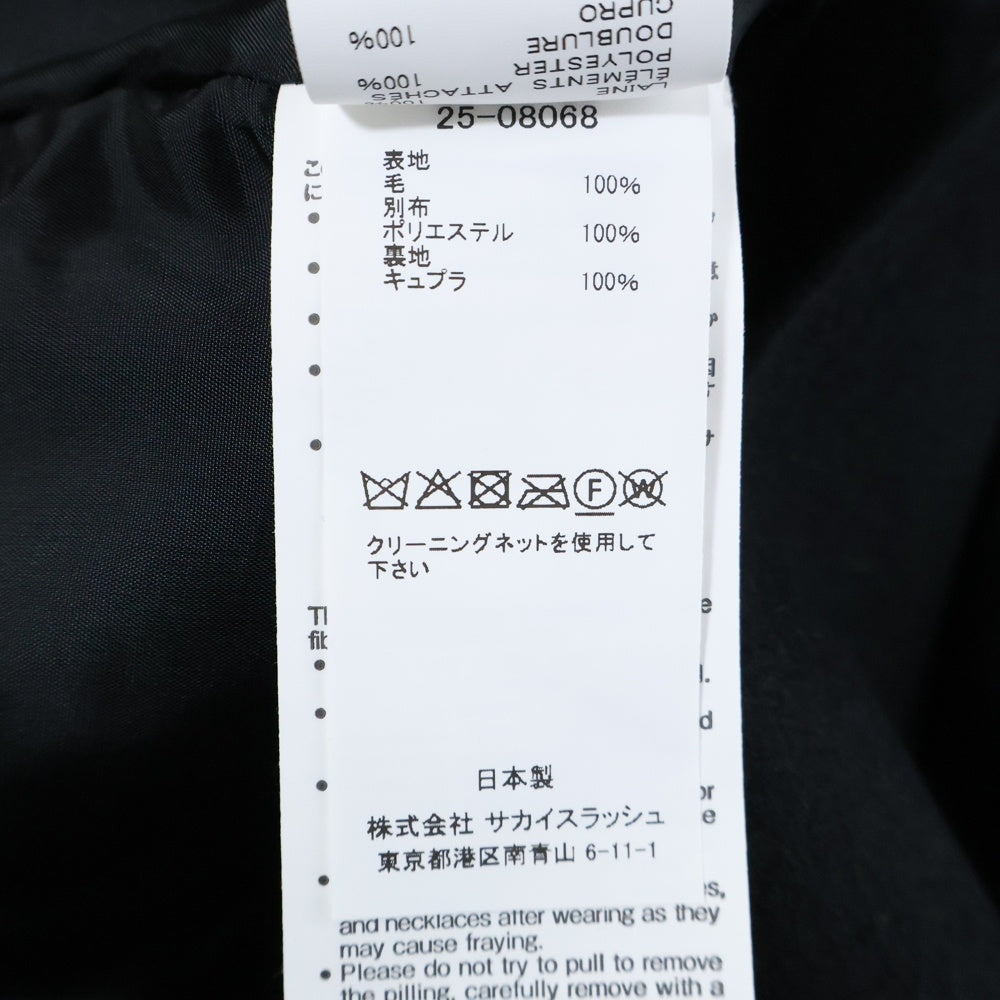 CUPRO
DOUBLURE 100%
POLYESTER
ÉLÉMENTS ATTACHÉS 100%
LAINE
25-08068
表地
毛 100%
別布
ポリエステル 100%
裏地
キュプラ 100%
F W
クリーニングネットを使用して
下さい
日本製
株式会社 サカイスラッシュ
東京都港区南青山 6-11-1
and necklaces after wearing as they
may cause fraying.
• Please do not try to pull to remove
the pilling, carefully remove with a